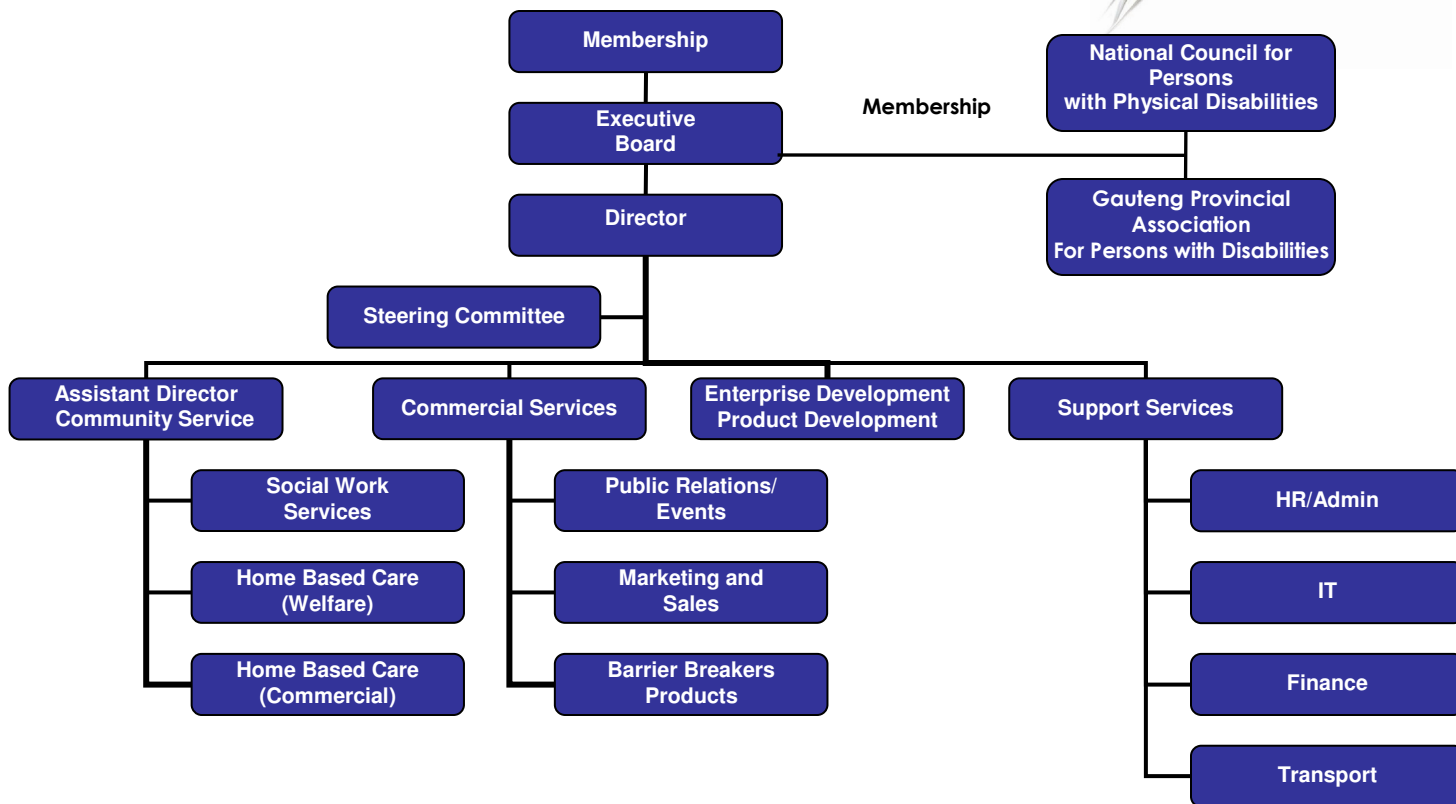 Membership
National Council for
Persons
with Physical Disabilities
Membership
Executive
Board
Gauteng Provincial
Association
For Persons with Disabilities
Director
Steering Committee
Assistant Director
Community Service
Commercial Services
Enterprise Development
Product Development
Support Services
Social Work
Services
Home Based Care
(Welfare)
Home Based Care
(Commercial)
Public Relations/
Events
Marketing and
Sales
Barrier Breakers
Products
HR/Admin
IT
Finance
Transport